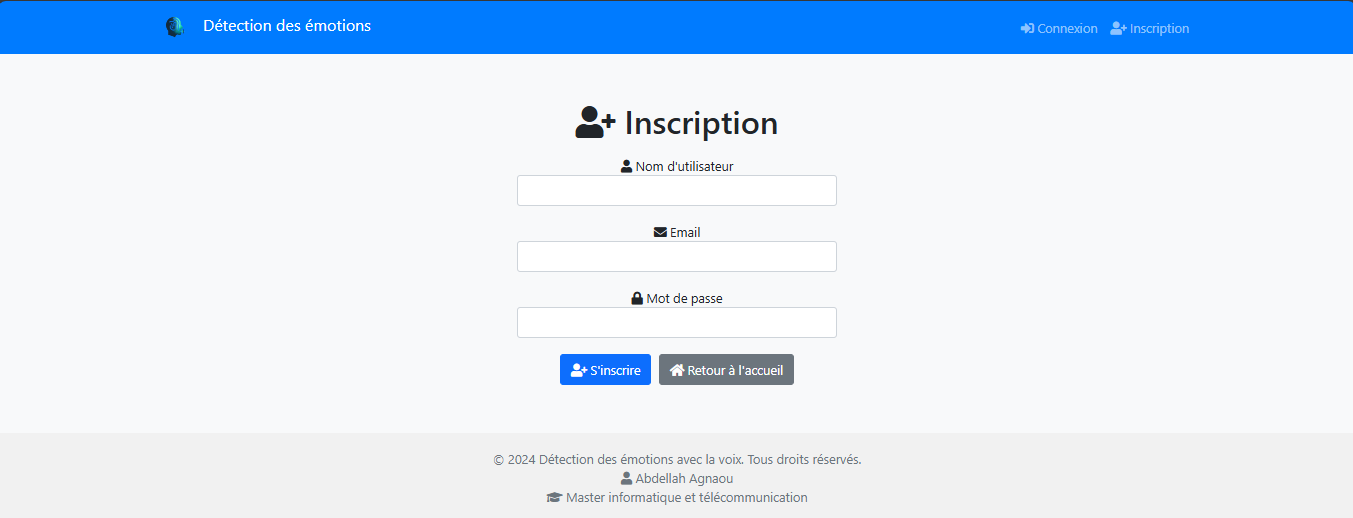 Détection des émotions
Connexion Inscription
Inscription
Nom d'utilisateur
Email
Mot de passe
S'inscrire Retour à l'accueil
© 2024 Détection des émotions avec la voix. Tous droits réservés.
Abdellah Agnaou
Master informatique et télécommunication